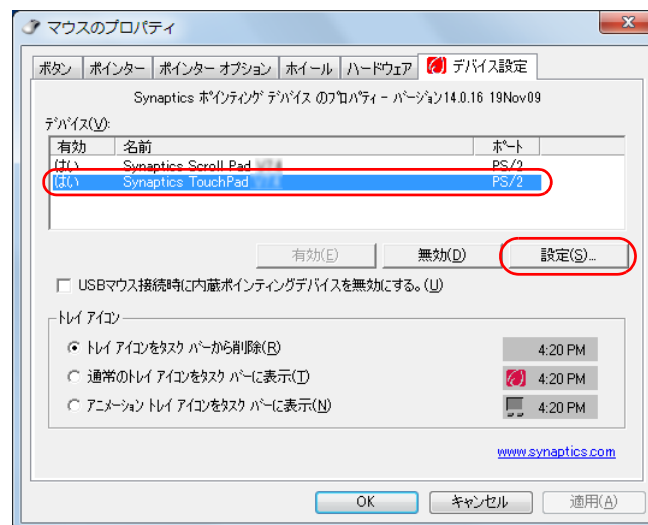 マウスのプロパティ
ボタン ポインター ポインター オプション ホイール ハードウェア デバイス設定
Synaptics ポインティング デバイス のプロパティ - バージョン14.0.16 19Nov09
デバイス(V):
有効 名前 ポート
はい Synaptics Scroll Pad PS/2
はい Synaptics TouchPad PS/2
有効(E) 無効(D) 設定(S)...
USBマウス接続時に内蔵ポインティングデバイスを無効にする。(U)
トレイ アイコン
トレイ アイコンをタスク バーから削除(R) 4:20 PM
通常のトレイ アイコンをタスク バーに表示(T) 4:20 PM
アニメーション トレイ アイコンをタスク バーに表示(N) 4:20 PM
www.synaptics.com
OK キャンセル 適用(A)